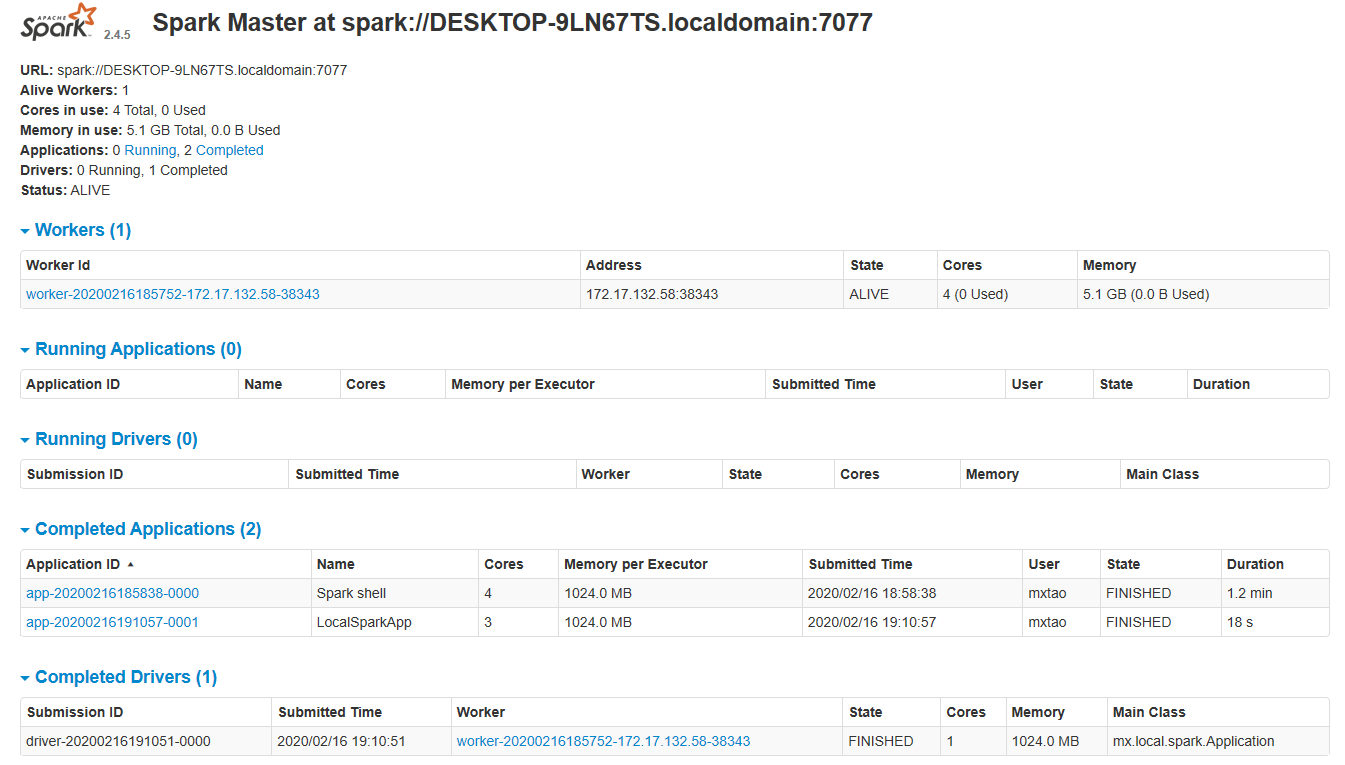 APACHE Spark 2.4.5 Spark Master at spark://DESKTOP-9LN67TS.localdomain:7077
URL: spark://DESKTOP-9LN67TS.localdomain:7077
Alive Workers: 1
Cores in use: 4 Total, 0 Used
Memory in use: 5.1 GB Total, 0.0 B Used
Applications: 0 Running, 2 Completed
Drivers: 0 Running, 1 Completed
Status: ALIVE
Workers (1)
Worker Id Address State Cores Memory
worker-20200216185752-172.17.132.58-38343 172.17.132.58:38343 ALIVE 4 (0 Used) 5.1 GB (0.0 B Used)
Running Applications (0)
Application ID Name Cores Memory per Executor Submitted Time User State Duration
Running Drivers (0)
Submission ID Submitted Time Worker State Cores Memory Main Class
Completed Applications (2)
Application ID Name Cores Memory per Executor Submitted Time User State Duration
app-20200216185838-0000 Spark shell 4 1024.0 MB 2020/02/16 18:58:38 mxtao FINISHED 1.2 min
app-20200216191057-0001 LocalSparkApp 3 1024.0 MB 2020/02/16 19:10:57 mxtao FINISHED 18 s
Completed Drivers (1)
Submission ID Submitted Time Worker State Cores Memory Main Class
driver-20200216191051-0000 2020/02/16 19:10:51 worker-20200216185752-172.17.132.58-38343 FINISHED 1 1024.0 MB mx.local.spark.Application